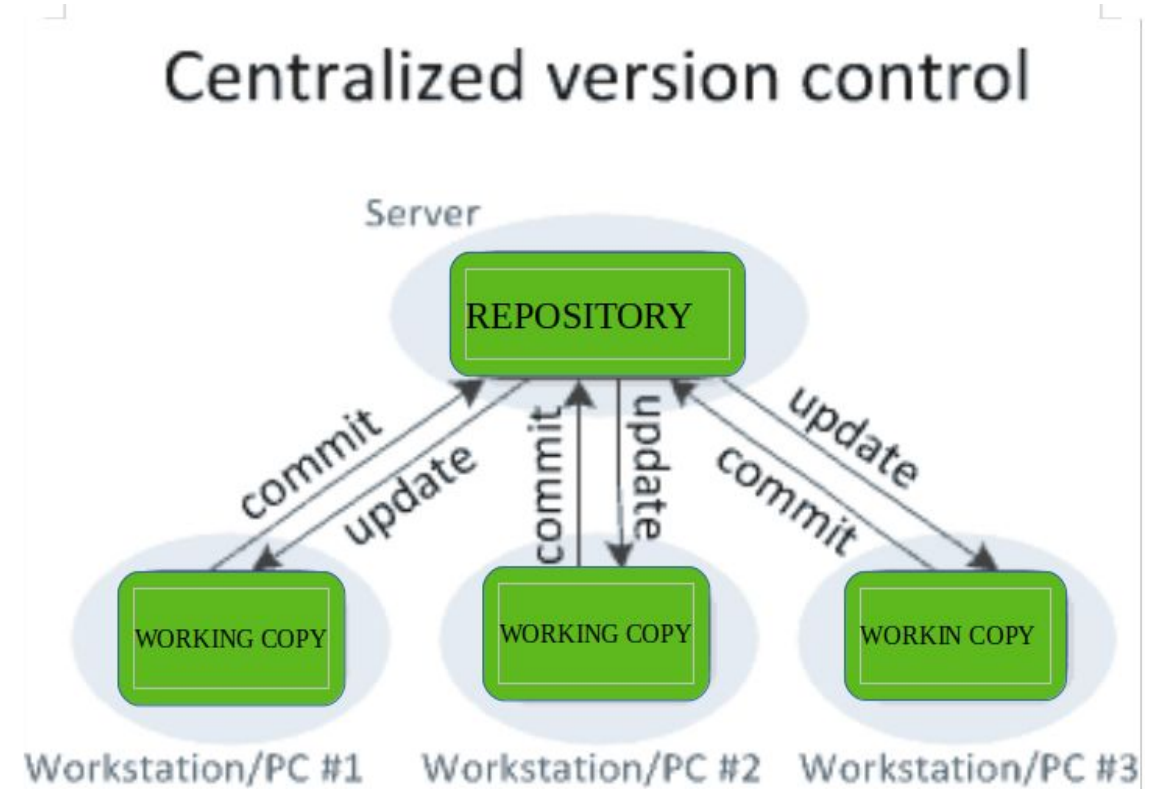 Centralized version control
Server
REPOSITORY
commit
update
commit
update
commit
update
WORKING COPY
WORKING COPY
WORKIN COPY
Workstation/PC #1
Workstation/PC #2
Workstation/PC #3